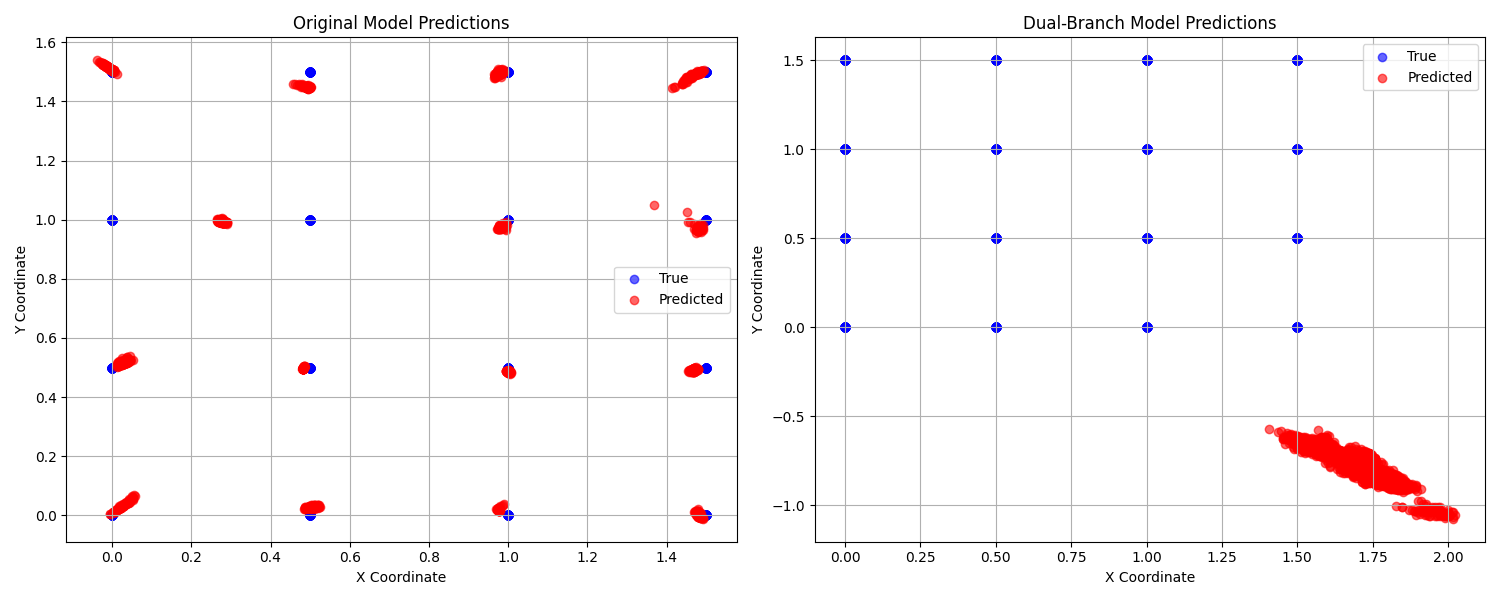 Original Model Predictions
1.6
1.4
1.2
1.0
0.8
0.6
0.4
0.2
0.0
Y Coordinate
True
Predicted
0.0 0.2 0.4 0.6 0.8 1.0 1.2 1.4
X Coordinate
Dual-Branch Model Predictions
1.5
1.0
0.5
0.0
−0.5
−1.0
Y Coordinate
True
Predicted
0.00 0.25 0.50 0.75 1.00 1.25 1.50 1.75 2.00
X Coordinate